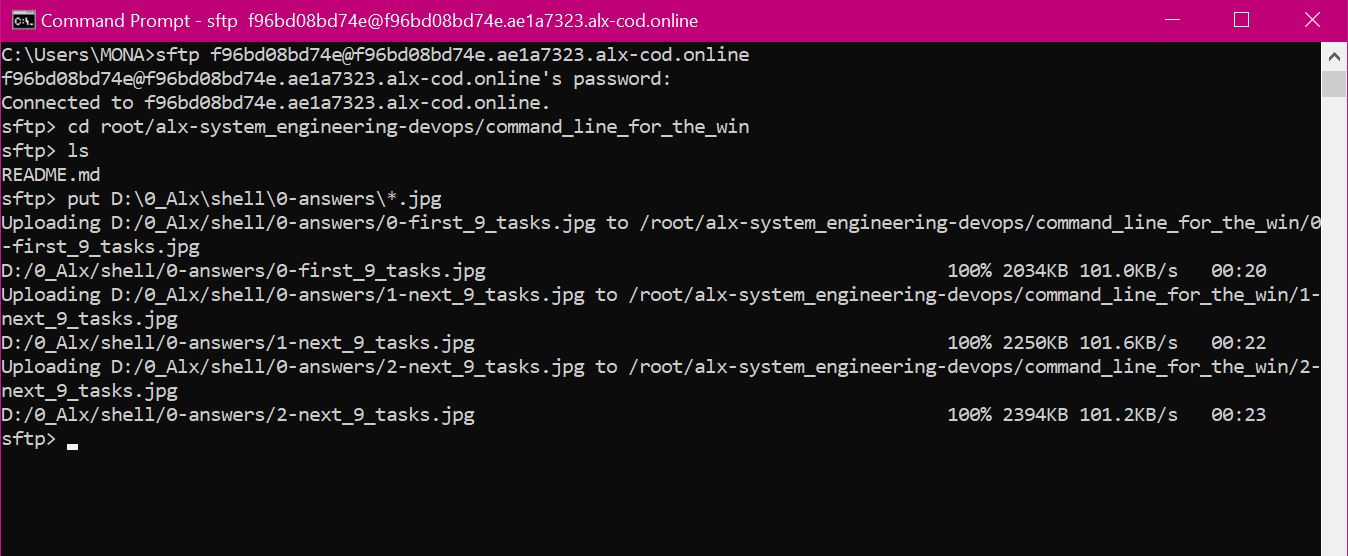 Command Prompt - sftp  f96bd08bd74e@f96bd08bd74e.ae1a7323.alx-cod.online
C:\Users\MONA>sftp f96bd08bd74e@f96bd08bd74e.ae1a7323.alx-cod.online
f96bd08bd74e@f96bd08bd74e.ae1a7323.alx-cod.online's password:
Connected to f96bd08bd74e.ae1a7323.alx-cod.online.
sftp> cd root/alx-system_engineering-devops/command_line_for_the_win
sftp> ls
README.md
sftp> put D:\0_Alx\shell\0-answers\*.jpg
Uploading D:/0_Alx/shell/0-answers/0-first_9_tasks.jpg to /root/alx-system_engineering-devops/command_line_for_the_win/0
-first_9_tasks.jpg
D:/0_Alx/shell/0-answers/0-first_9_tasks.jpg 100% 2034KB 101.0KB/s 00:20
Uploading D:/0_Alx/shell/0-answers/1-next_9_tasks.jpg to /root/alx-system_engineering-devops/command_line_for_the_win/1-
next_9_tasks.jpg
D:/0_Alx/shell/0-answers/1-next_9_tasks.jpg 100% 2250KB 101.6KB/s 00:22
Uploading D:/0_Alx/shell/0-answers/2-next_9_tasks.jpg to /root/alx-system_engineering-devops/command_line_for_the_win/2-
next_9_tasks.jpg
D:/0_Alx/shell/0-answers/2-next_9_tasks.jpg 100% 2394KB 101.2KB/s 00:23
sftp>